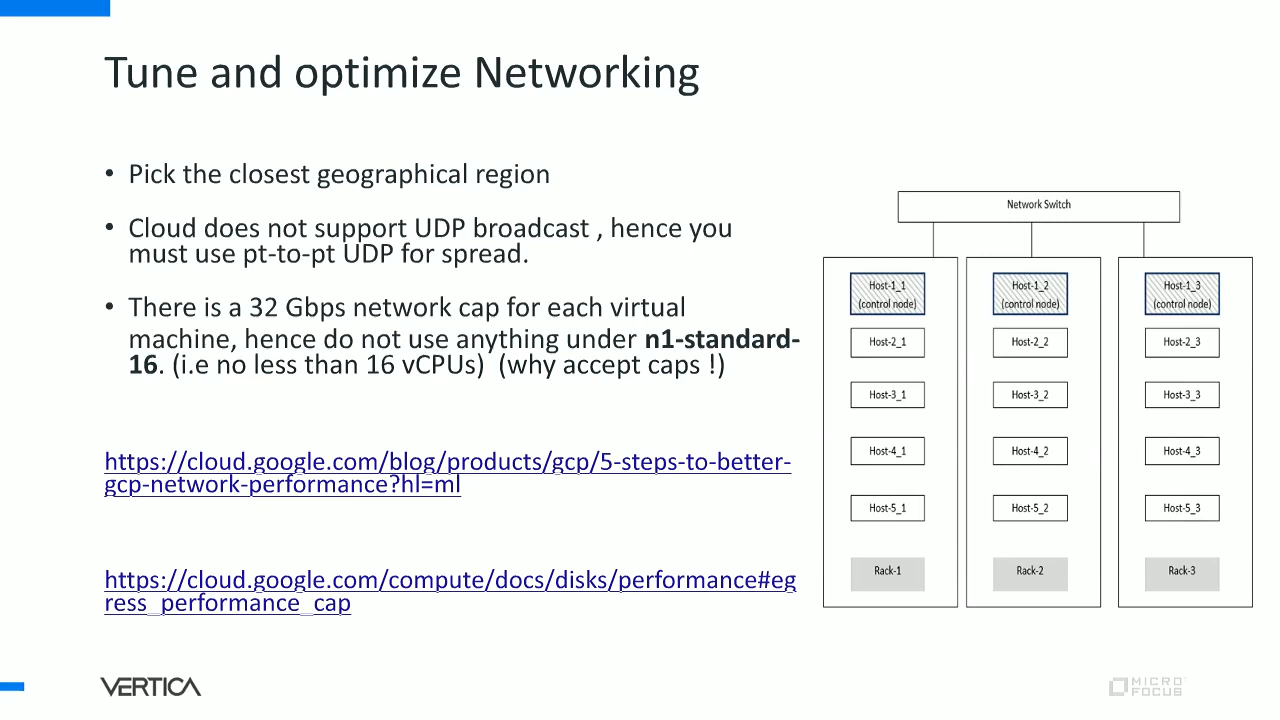 Tune and optimize Networking
• Pick the closest geographical region
• Cloud does not support UDP broadcast , hence you
must use pt-to-pt UDP for spread.
• There is a 32 Gbps network cap for each virtual
machine, hence do not use anything under n1-standard-
16. (i.e no less than 16 vCPUs) (why accept caps !)
https://cloud.google.com/blog/products/gcp/5-steps-to-better-
gcp-network-performance?hl=ml
https://cloud.google.com/compute/docs/disks/performance#eg
ress_performance_cap
Network Switch
Host-1_1
(control node)
Host-2_1
Host-3_1
Host-4_1
Host-5_1
Rack-1
Host-1_2
(control node)
Host-2_2
Host-3_2
Host-4_2
Host-5_2
Rack-2
Host-1_3
(control node)
Host-2_3
Host-3_3
Host-4_3
Host-5_3
Rack-3
VERTICA
MICRO
FOCUS